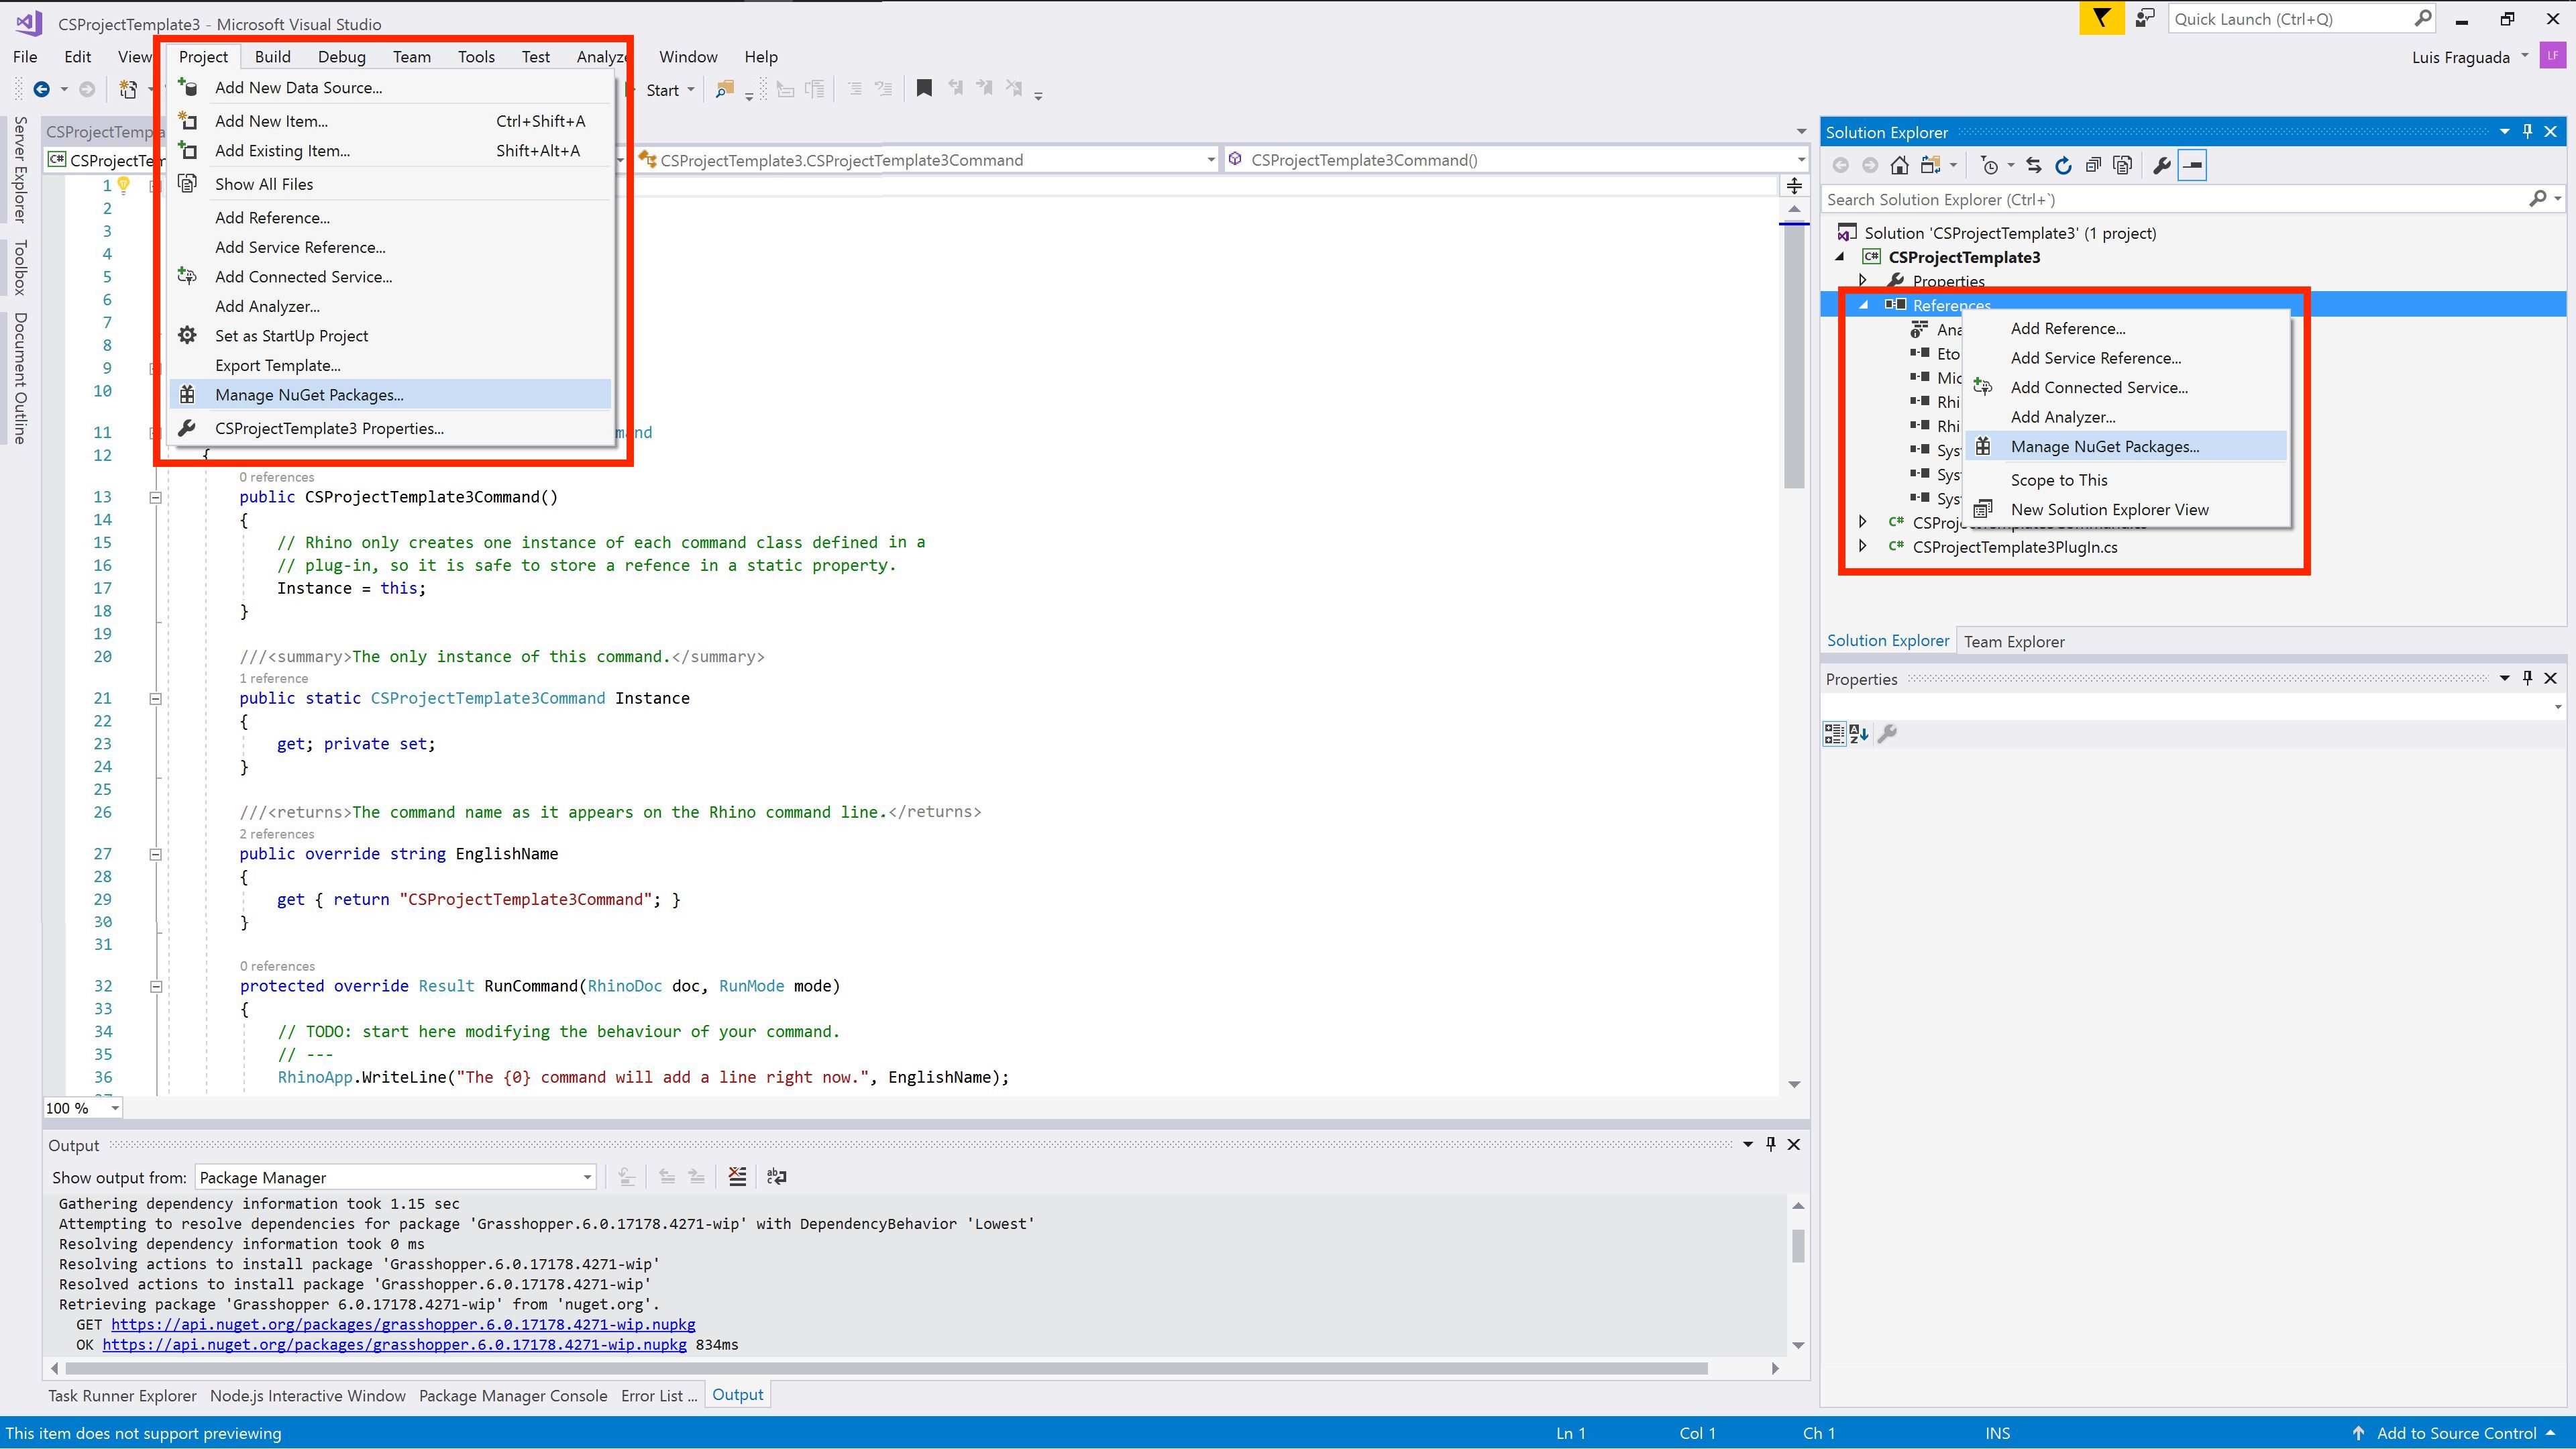 CSProjectTemplate3 - Microsoft Visual Studio
Quick Launch (Ctrl+Q)
File Edit View Project Build Debug Team Tools Test Analyze Window Help
Luis Fraguada LF
Start
Add New Data Source...
Add New Item... Ctrl+Shift+A
Add Existing Item... Shift+Alt+A
Show All Files
Add Reference...
Add Service Reference...
Add Connected Service...
Add Analyzer...
Set as StartUp Project
Export Template...
Manage NuGet Packages...
CSProjectTemplate3 Properties...
Server Explorer
Toolbox
Document Outline
CSProjectTempla
C# CSProjectTem
CSProjectTemplate3.CSProjectTemplate3Command
CSProjectTemplate3Command()
1
2
3
4
5
6
7
8
9
10
11 mand
12 {
0 references
13 public CSProjectTemplate3Command()
14 {
15 // Rhino only creates one instance of each command class defined in a
16 // plug-in, so it is safe to store a refence in a static property.
17 Instance = this;
18 }
19
20 ///<summary>The only instance of this command.</summary>
1 reference
21 public static CSProjectTemplate3Command Instance
22 {
23 get; private set;
24 }
25
26 ///<returns>The command name as it appears on the Rhino command line.</returns>
2 references
27 public override string EnglishName
28 {
29 get { return "CSProjectTemplate3Command"; }
30 }
31
0 references
32 protected override Result RunCommand(RhinoDoc doc, RunMode mode)
33 {
34 // TODO: start here modifying the behaviour of your command.
35 // ---
36 RhinoApp.WriteLine("The {0} command will add a line right now.", EnglishName);
100 %
Output
Show output from: Package Manager
Gathering dependency information took 1.15 sec
Attempting to resolve dependencies for package 'Grasshopper.6.0.17178.4271-wip' with DependencyBehavior 'Lowest'
Resolving dependency information took 0 ms
Resolving actions to install package 'Grasshopper.6.0.17178.4271-wip'
Resolved actions to install package 'Grasshopper.6.0.17178.4271-wip'
Retrieving package 'Grasshopper 6.0.17178.4271-wip' from 'nuget.org'.
GET https://api.nuget.org/packages/grasshopper.6.0.17178.4271-wip.nupkg
OK https://api.nuget.org/packages/grasshopper.6.0.17178.4271-wip.nupkg 834ms
Task Runner Explorer Node.js Interactive Window Package Manager Console Error List ... Output
Solution Explorer
Search Solution Explorer (Ctrl+`)
Solution 'CSProjectTemplate3' (1 project)
C# CSProjectTemplate3
Properties
References
Ana
Eto
Mic
Rhi
Rhi
Sys
Sys
Sys
C# CSProje
C# CSProjectTemplate3PlugIn.cs
Add Reference...
Add Service Reference...
Add Connected Service...
Add Analyzer...
Manage NuGet Packages...
Scope to This
New Solution Explorer View
Solution Explorer Team Explorer
Properties
This item does not support previewing
Ln 1 Col 1 Ch 1 INS
Add to Source Control